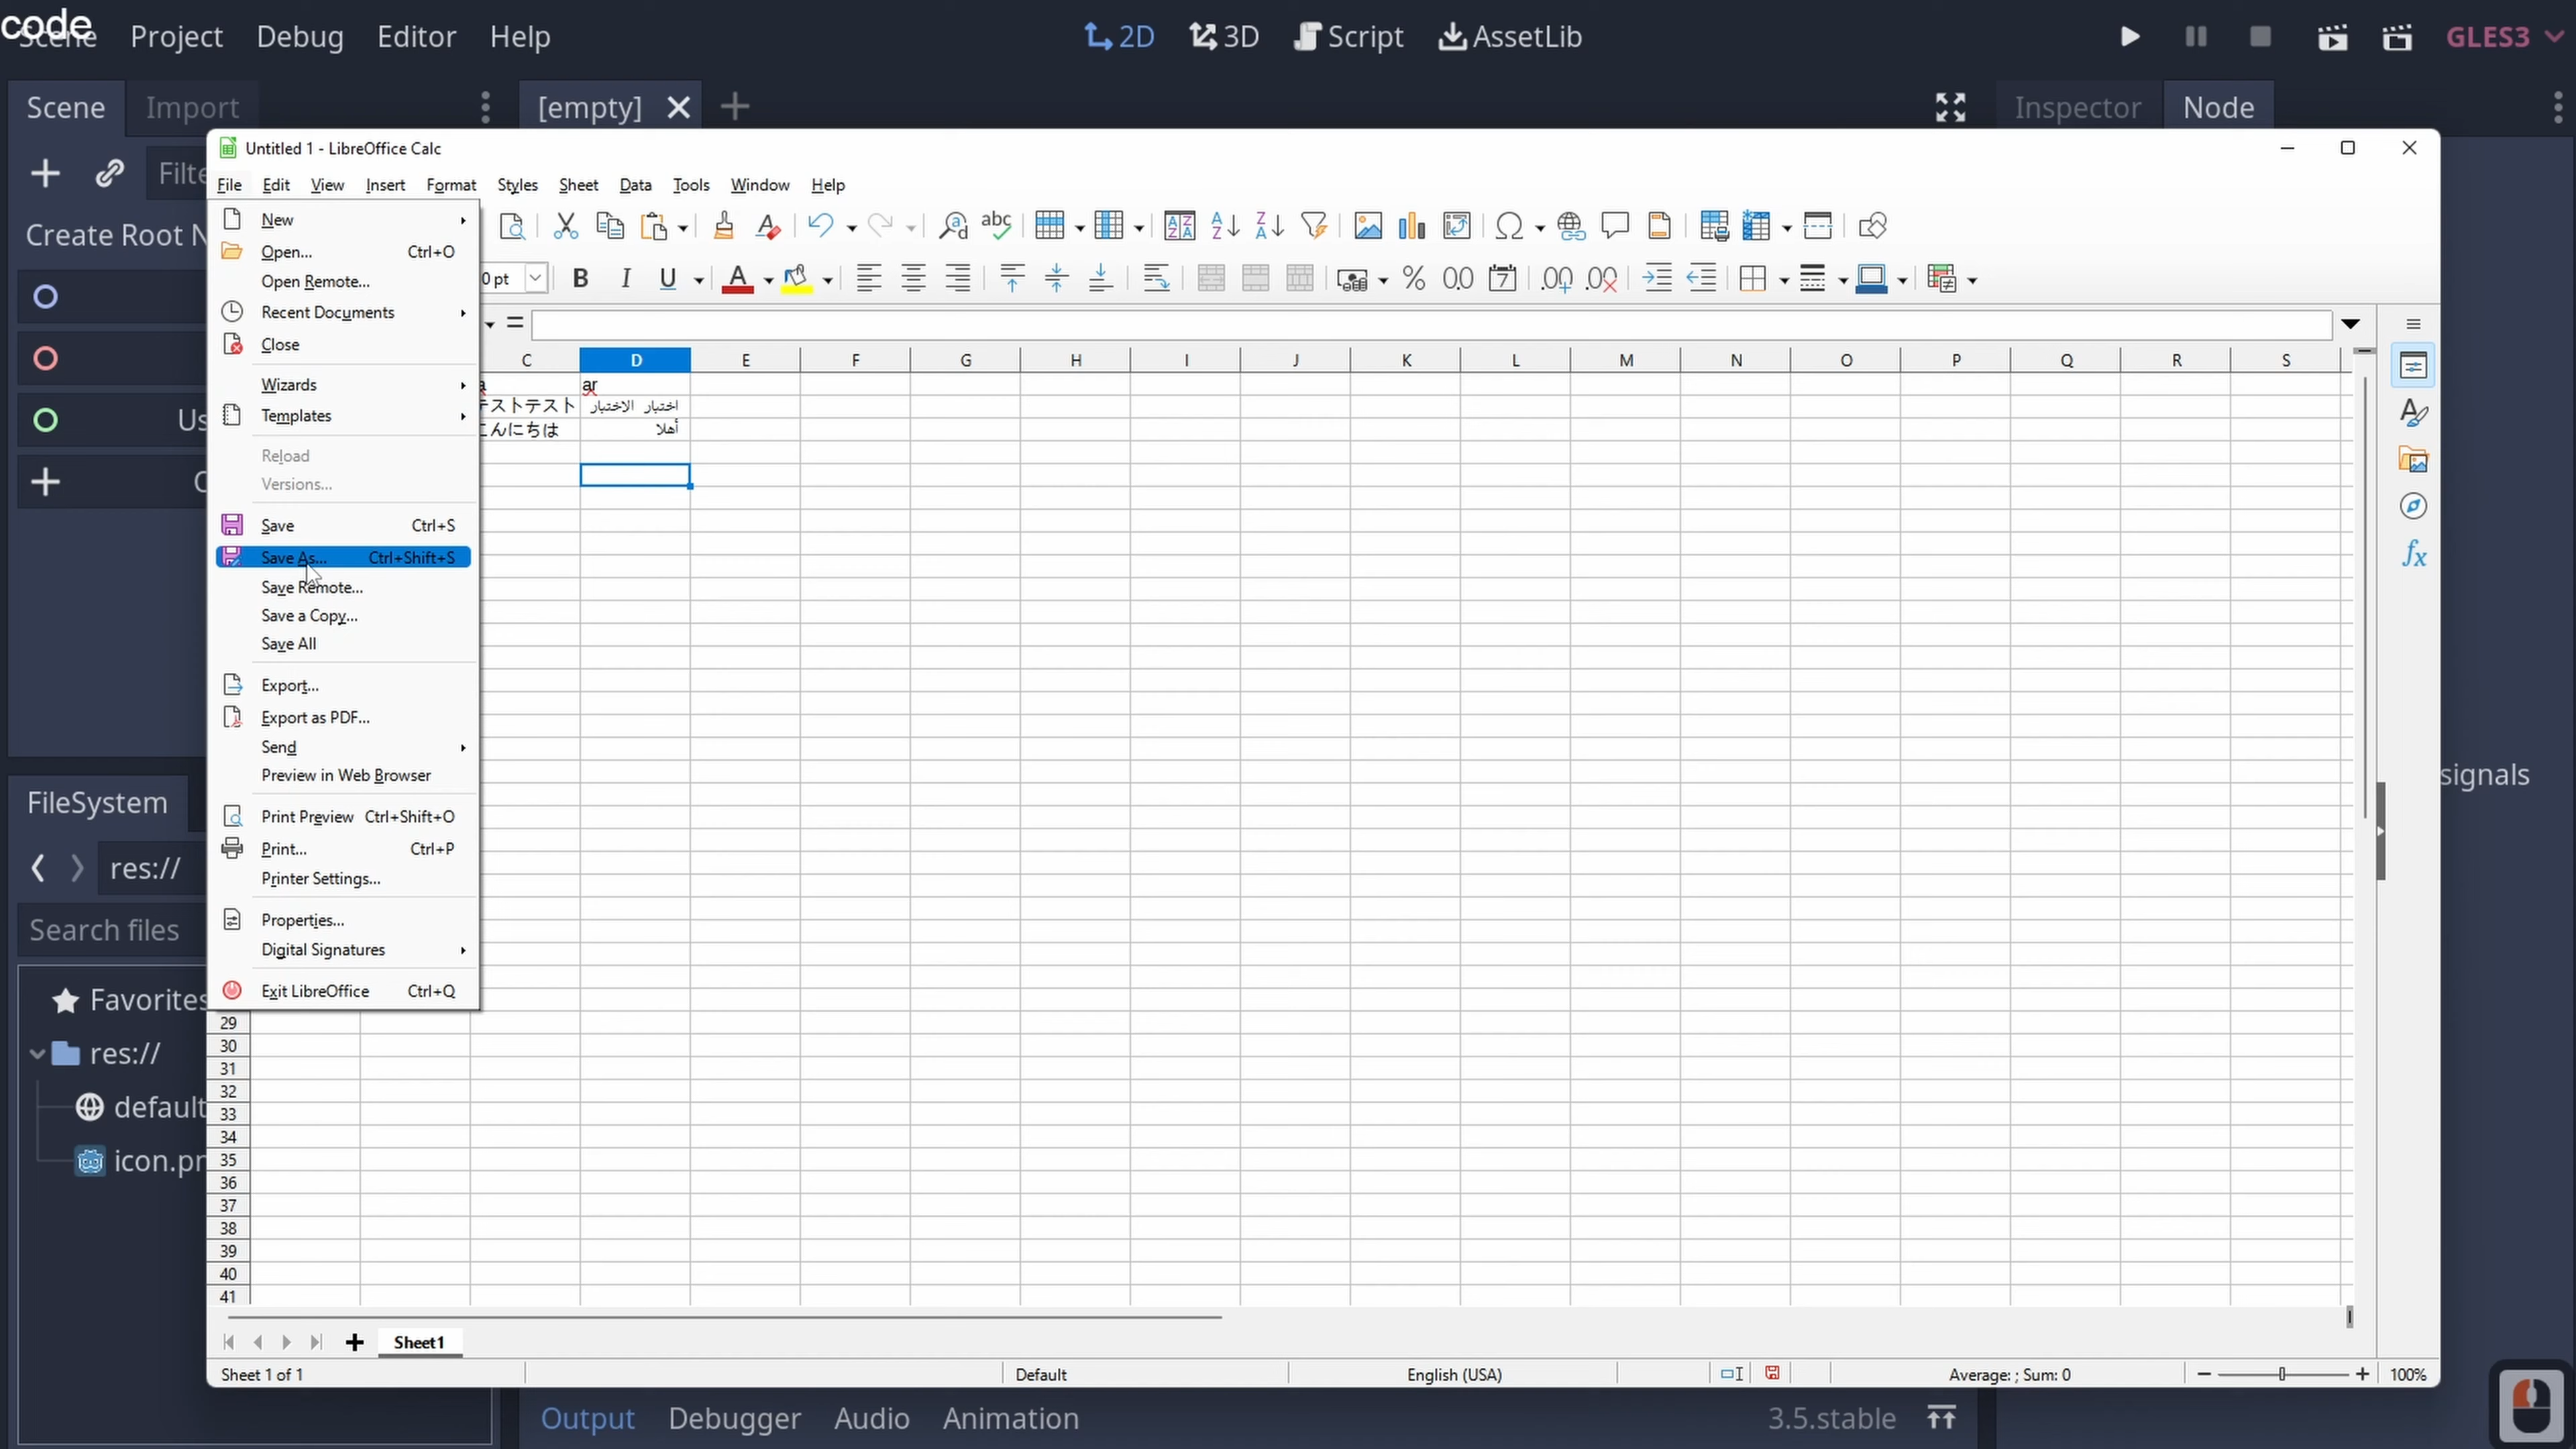 code
Scene Project Debug Editor Help
2D 3D Script AssetLib
GLES3
Scene Import
[empty]
Inspector Node
Untitled 1 - LibreOffice Calc
File Edit View Insert Format Styles Sheet Data Tools Window Help
Filte
Create Root N
Us
New
Open... Ctrl+O
Open Remote...
Recent Documents
Close
Wizards
Templates
Reload
Versions...
Save Ctrl+S
Save As... Ctrl+Shift+S
Save Remote...
Save a Copy...
Save All
Export...
Export as PDF...
Send
Preview in Web Browser
Print Preview Ctrl+Shift+O
Print... Ctrl+P
Printer Settings...
Properties...
Digital Signatures
Exit LibreOffice Ctrl+Q
0 pt
C D E F G H I J K L M N O P Q R S
a ar
テストテスト اختبار الاختبار
こんにちは أهلا
29
30
31
32
33
34
35
36
37
38
39
40
41
Sheet1
Sheet 1 of 1 Default English (USA) Average: ; Sum: 0 100%
signals
FileSystem
res://
Search files
Favorites
res://
default
icon.pr
Output Debugger Audio Animation 3.5.stable